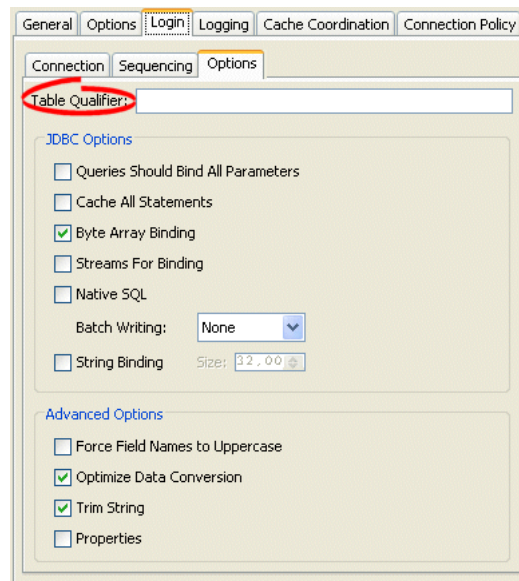 General Options Login Logging Cache Coordination Connection Policy
Connection Sequencing Options
Table Qualifier:
JDBC Options
Queries Should Bind All Parameters
Cache All Statements
Byte Array Binding
Streams For Binding
Native SQL
Batch Writing: None
String Binding Size: 32,00
Advanced Options
Force Field Names to Uppercase
Optimize Data Conversion
Trim String
Properties